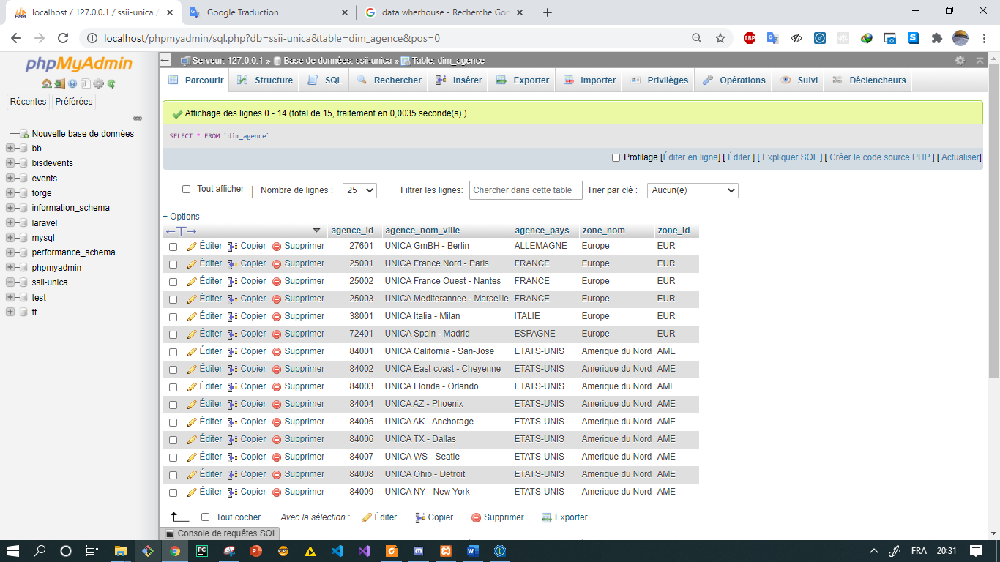 localhost / 127.0.0.1 / ssii-unica /
Google Traduction
data wherhouse - Recherche Goo
localhost/phpmyadmin/sql.php?db=ssii-unica&table=dim_agence&pos=0
phpMyAdmin
Récentes Préférées
Nouvelle base de données
bb
bisdevents
events
forge
information_schema
laravel
mysql
performance_schema
phpmyadmin
ssii-unica
test
tt
Serveur: 127.0.0.1 » Base de données: ssii-unica » Table: dim_agence
Parcourir Structure SQL Rechercher Insérer Exporter Importer Privilèges Opérations Suivi Déclencheurs
Affichage des lignes 0 - 14 (total de 15, traitement en 0,0035 seconde(s).)
SELECT * FROM `dim_agence`
Profilage [Éditer en ligne] [ Éditer ] [ Expliquer SQL ] [ Créer le code source PHP ] [ Actualiser]
Tout afficher | Nombre de lignes : 25 Filtrer les lignes: Chercher dans cette table Trier par clé : Aucun(e)
+ Options
←T→ agence_id agence_nom_ville agence_pays zone_nom zone_id
Éditer Copier Supprimer 27601 UNICA GmBH - Berlin ALLEMAGNE Europe EUR
Éditer Copier Supprimer 25001 UNICA France Nord - Paris FRANCE Europe EUR
Éditer Copier Supprimer 25002 UNICA France Ouest - Nantes FRANCE Europe EUR
Éditer Copier Supprimer 25003 UNICA Mediterannee - Marseille FRANCE Europe EUR
Éditer Copier Supprimer 38001 UNICA Italia - Milan ITALIE Europe EUR
Éditer Copier Supprimer 72401 UNICA Spain - Madrid ESPAGNE Europe EUR
Éditer Copier Supprimer 84001 UNICA California - San-Jose ETATS-UNIS Amerique du Nord AME
Éditer Copier Supprimer 84002 UNICA East coast - Cheyenne ETATS-UNIS Amerique du Nord AME
Éditer Copier Supprimer 84003 UNICA Florida - Orlando ETATS-UNIS Amerique du Nord AME
Éditer Copier Supprimer 84004 UNICA AZ - Phoenix ETATS-UNIS Amerique du Nord AME
Éditer Copier Supprimer 84005 UNICA AK - Anchorage ETATS-UNIS Amerique du Nord AME
Éditer Copier Supprimer 84006 UNICA TX - Dallas ETATS-UNIS Amerique du Nord AME
Éditer Copier Supprimer 84007 UNICA WS - Seatle ETATS-UNIS Amerique du Nord AME
Éditer Copier Supprimer 84008 UNICA Ohio - Detroit ETATS-UNIS Amerique du Nord AME
Éditer Copier Supprimer 84009 UNICA NY - New York ETATS-UNIS Amerique du Nord AME
Tout cocher Avec la sélection : Éditer Copier Supprimer Exporter
Console de requêtes SQL
FRA 20:31